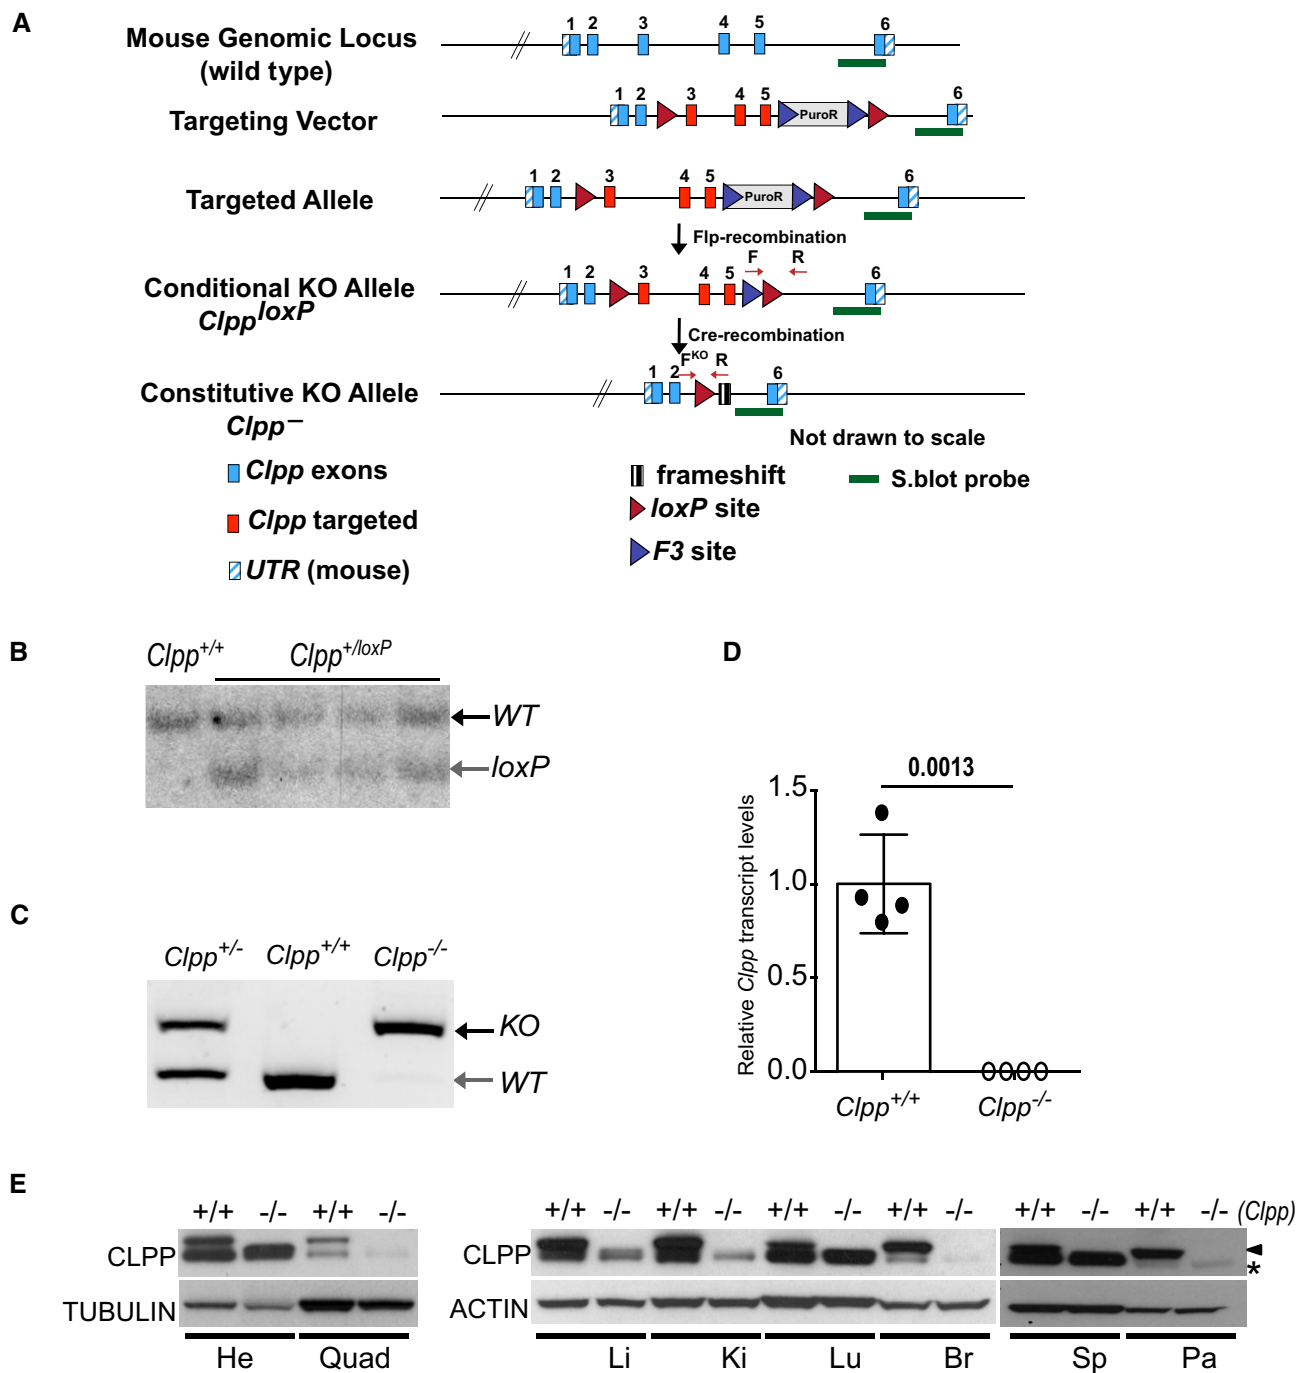 A
Mouse Genomic Locus
(wild type)
1 2 3 4 5 6
Targeting Vector
1 2 3 4 5 6
PuroR
Targeted Allele
1 2 3 4 5 6
PuroR
Flp-recombination
Conditional KO Allele
Clpp^loxP
F R
1 2 3 4 5 6
Cre-recombination
Constitutive KO Allele
Clpp^–
F^KO R
1 2 6
Not drawn to scale
Clpp exons
Clpp targeted
UTR (mouse)
frameshift
loxP site
F3 site
S.blot probe
B
Clpp^+/+ Clpp^+/loxP
WT
loxP
C
Clpp^+/- Clpp^+/+ Clpp^-/-
KO
WT
D
0.0013
Relative Clpp transcript levels
1.5
1.0
0.5
0.0
Clpp^+/+ Clpp^-/-
E
+/+ -/- +/+ -/-
CLPP
TUBULIN
He Quad
+/+ -/- +/+ -/- +/+ -/- +/+ -/- +/+ -/- +/+ -/- (Clpp)
CLPP
*
ACTIN
Li Ki Lu Br Sp Pa